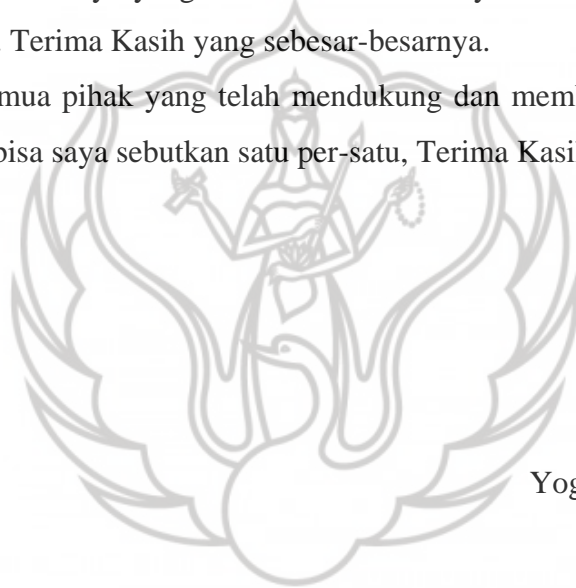 Terima Kasih yang sebesar-besarnya.
mua pihak yang telah mendukung dan memb
bisa saya sebutkan satu per-satu, Terima Kasi
Yog